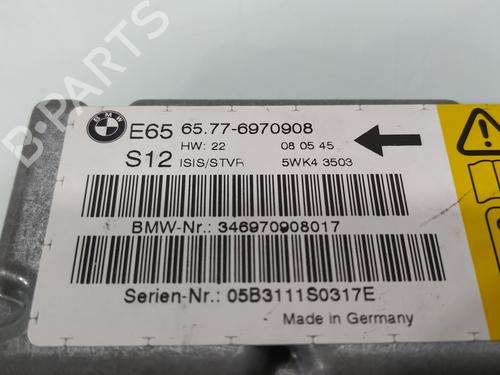 B-PARTS
BMW
E65 65.77-6970908
HW: 22 08 05 45
S12 ISIS/STVR 5WK4 3503
BMW-Nr.: 346970908017
Serien-Nr.: 05B3111S0317E
Made in Germany